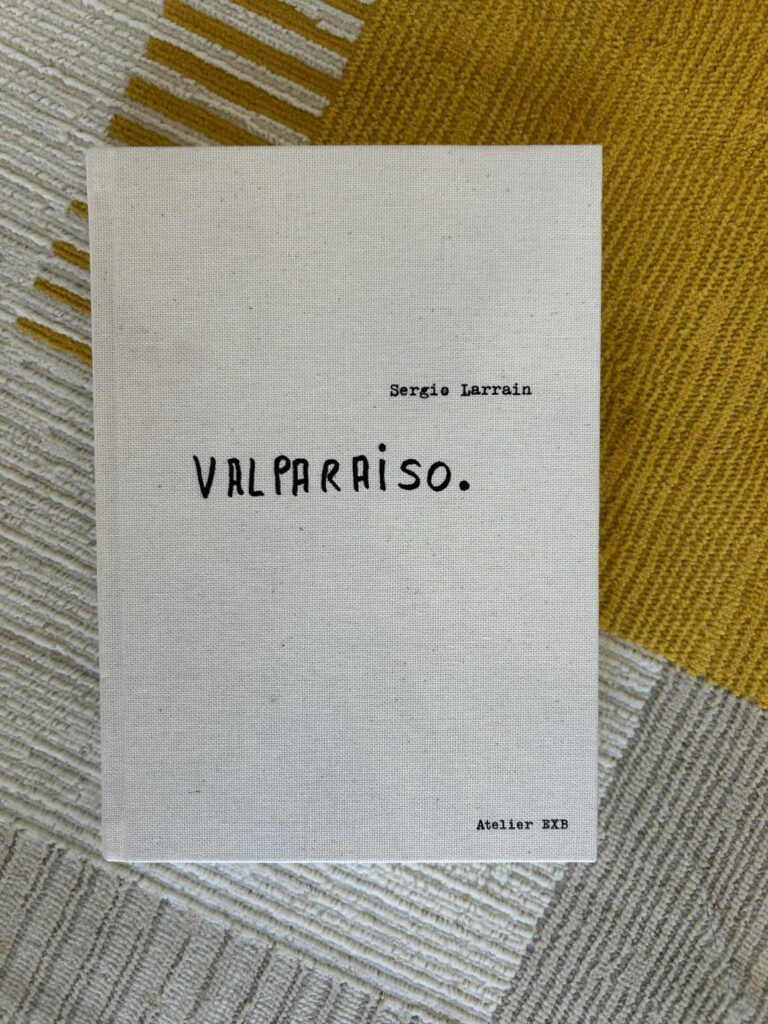 Sergio Larrain
VALPARAiSO.
Atelier EXB